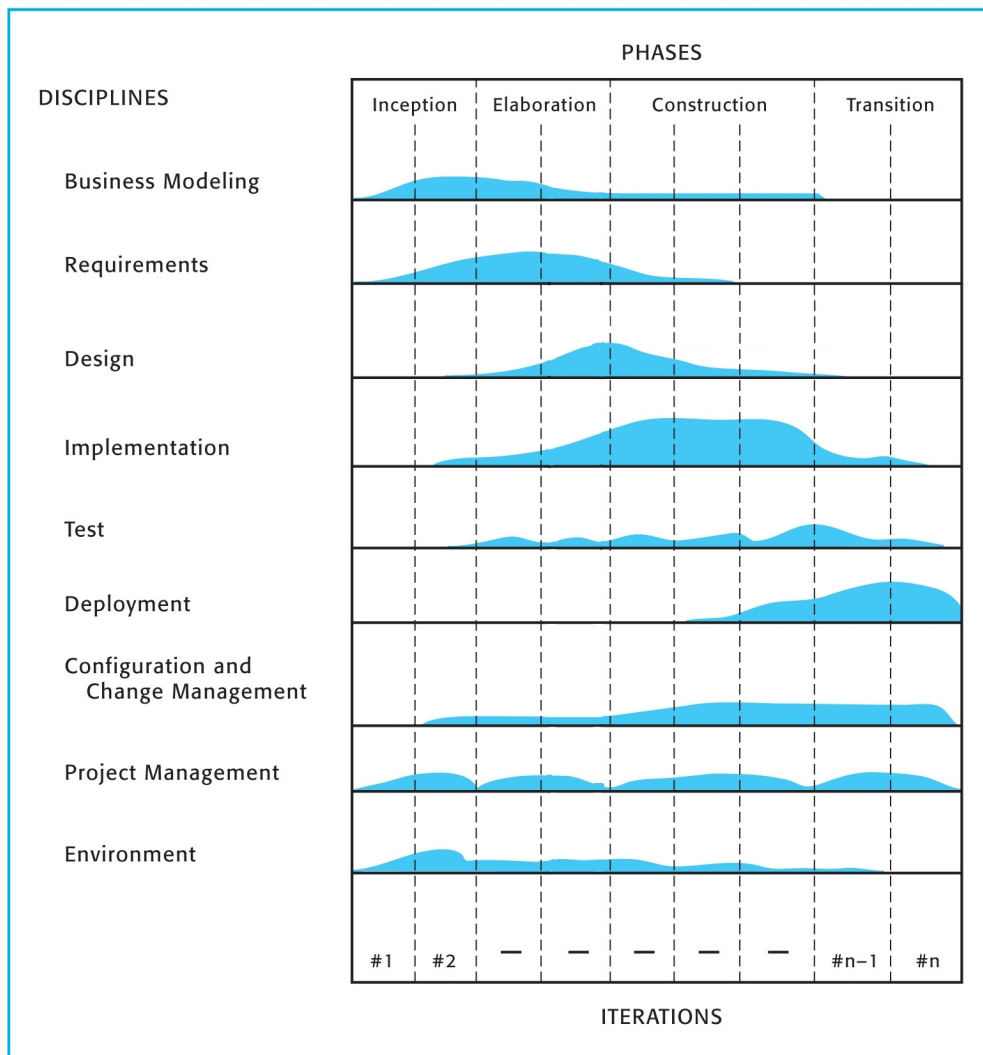 PHASES
DISCIPLINES
Inception Elaboration Construction Transition
Business Modeling
Requirements
Design
Implementation
Test
Deployment
Configuration and
Change Management
Project Management
Environment
#1 #2 — — — — — #n–1 #n
ITERATIONS